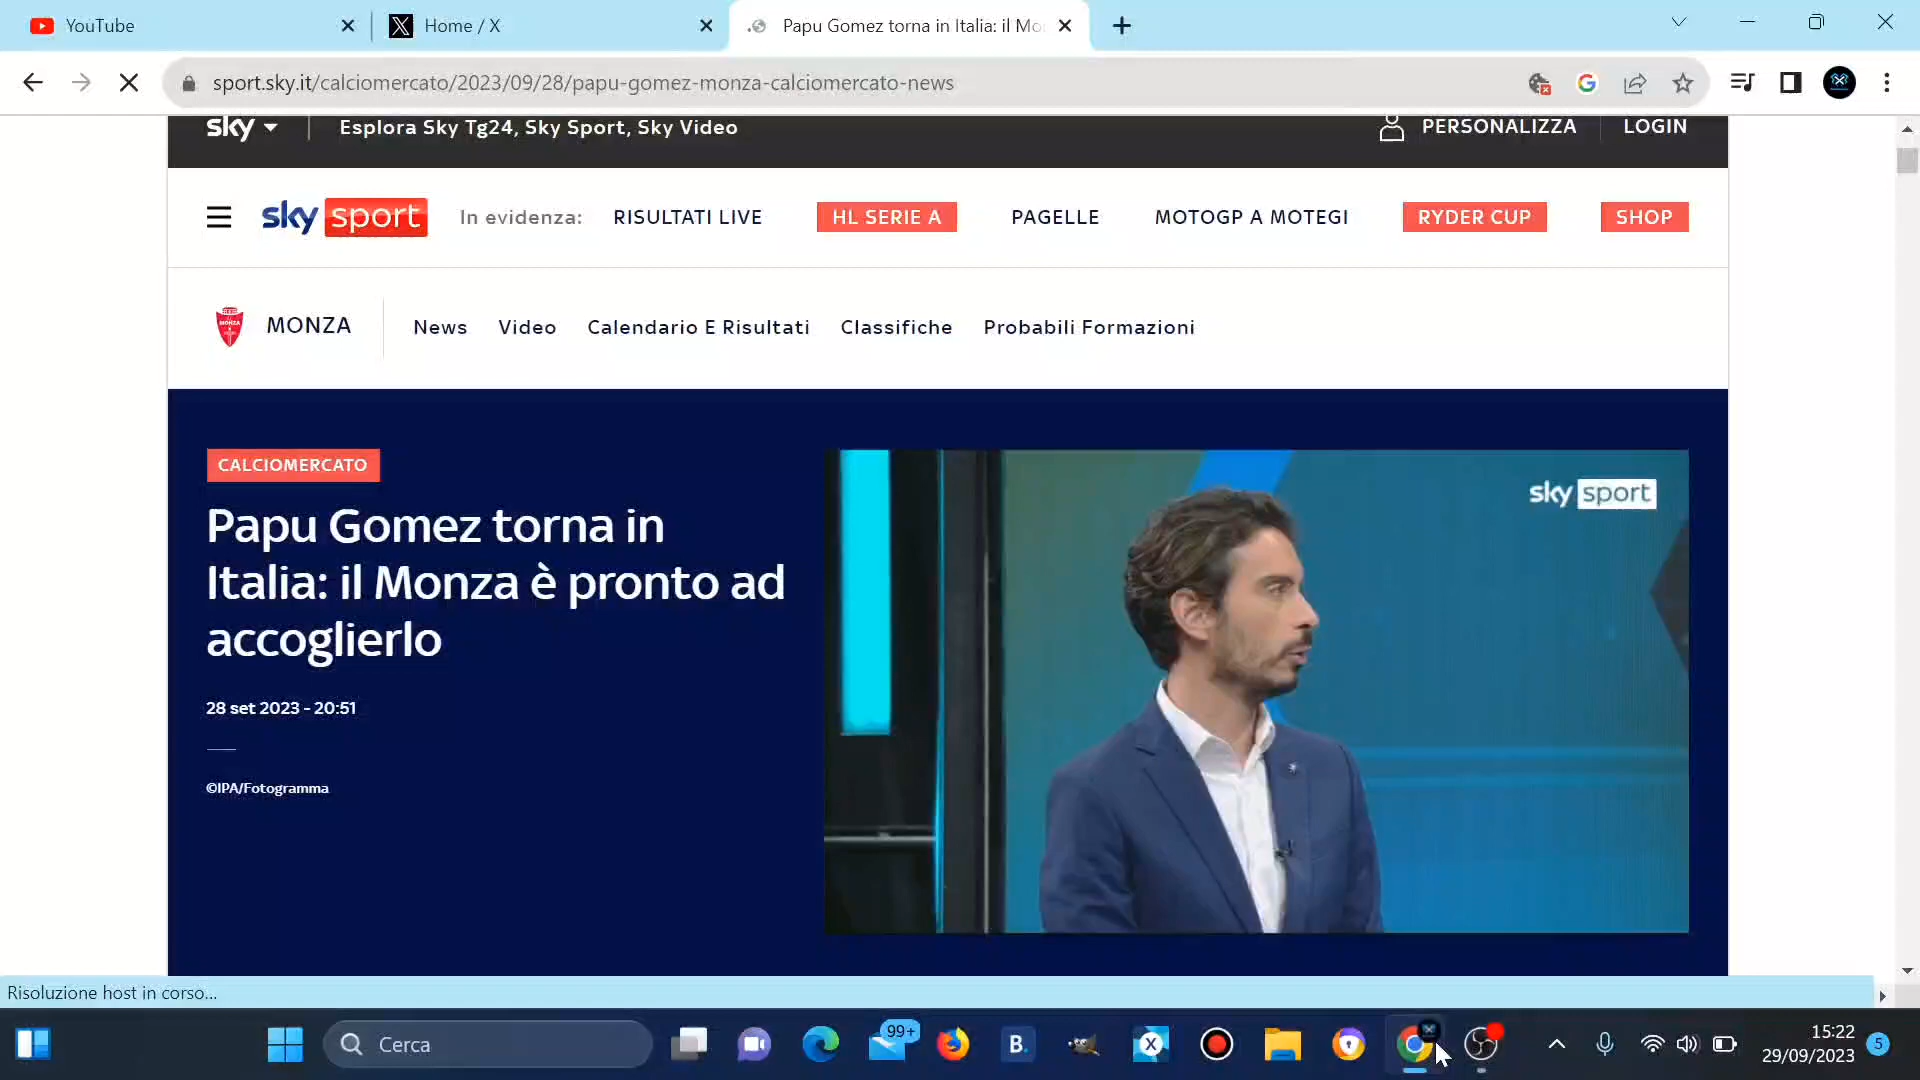 YouTube
Home / X
Papu Gomez torna in Italia: il Mo
sport.sky.it/calciomercato/2023/09/28/papu-gomez-monza-calciomercato-news
sky
Esplora Sky Tg24, Sky Sport, Sky Video
PERSONALIZZA
LOGIN
sky sport
In evidenza:
RISULTATI LIVE
HL SERIE A
PAGELLE
MOTOGP A MOTEGI
RYDER CUP
SHOP
MONZA
MONZA
News
Video
Calendario E Risultati
Classifiche
Probabili Formazioni
CALCIOMERCATO
Papu Gomez torna in
Italia: il Monza è pronto ad
accoglierlo
28 set 2023 - 20:51
©IPA/Fotogramma
sky sport
Risoluzione host in corso...
Cerca
99+
B.
X
15:22
29/09/2023
5